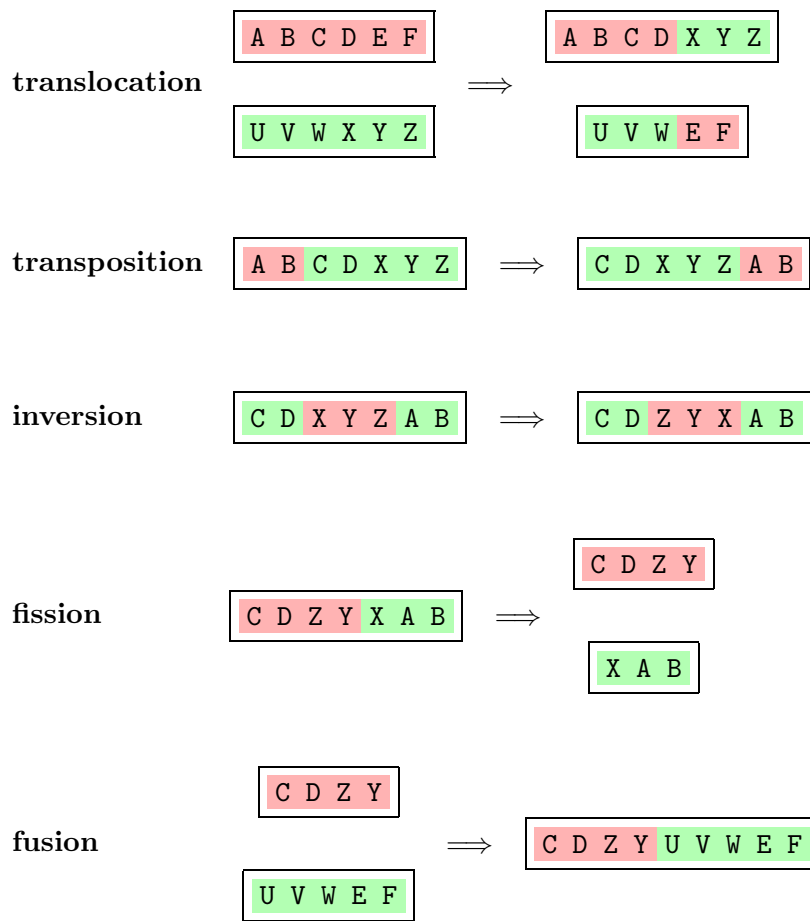 A B C D E F A B C D X Y Z
translocation ⟹
U V W X Y Z U V W E F
transposition A B C D X Y Z ⟹ C D X Y Z A B
inversion C D X Y Z A B ⟹ C D Z Y X A B
C D Z Y
fission C D Z Y X A B ⟹
X A B
C D Z Y
fusion ⟹ C D Z Y U V W E F
U V W E F